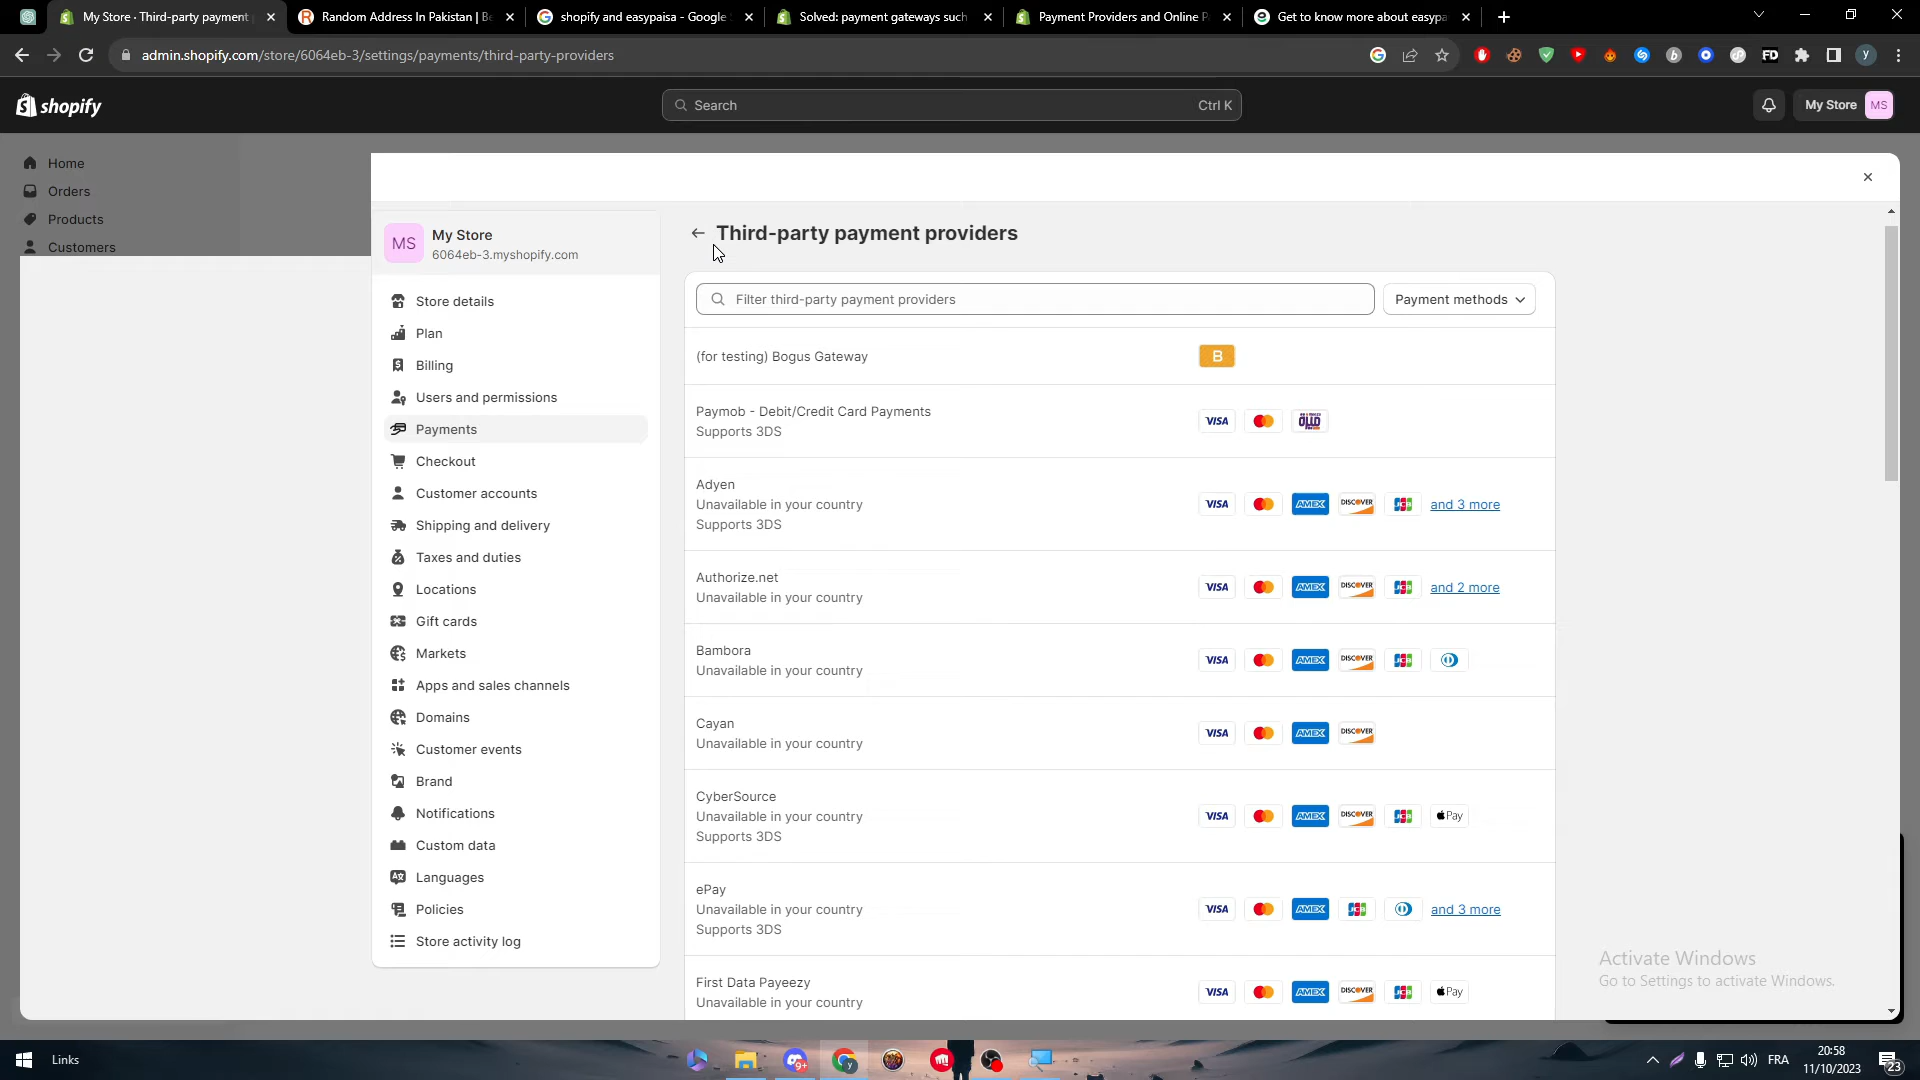 My Store · Third-party payment
Random Address In Pakistan | Be
shopify and easypaisa - Google
Solved: payment gateways such
Payment Providers and Online P
Get to know more about easypa
admin.shopify.com/store/6064eb-3/settings/payments/third-party-providers
shopify
Search
Ctrl K
My Store
MS
Home
Orders
Products
Customers
MS
My Store
6064eb-3.myshopify.com
Store details
Plan
Billing
Users and permissions
Payments
Checkout
Customer accounts
Shipping and delivery
Taxes and duties
Locations
Gift cards
Markets
Apps and sales channels
Domains
Customer events
Brand
Notifications
Custom data
Languages
Policies
Store activity log
Third-party payment providers
Filter third-party payment providers
Payment methods
(for testing) Bogus Gateway
B
Paymob - Debit/Credit Card Payments
Supports 3DS
VISA
Adyen
Unavailable in your country
Supports 3DS
VISA AMEX DISCOVER JCB and 3 more
Authorize.net
Unavailable in your country
VISA AMEX DISCOVER JCB and 2 more
Bambora
Unavailable in your country
VISA AMEX DISCOVER JCB
Cayan
Unavailable in your country
VISA AMEX DISCOVER
CyberSource
Unavailable in your country
Supports 3DS
VISA AMEX DISCOVER JCB Pay
ePay
Unavailable in your country
Supports 3DS
VISA AMEX JCB and 3 more
First Data Payeezy
Unavailable in your country
VISA AMEX DISCOVER JCB Pay
Activate Windows
Go to Settings to activate Windows.
Links
FRA
20:58
11/10/2023
23